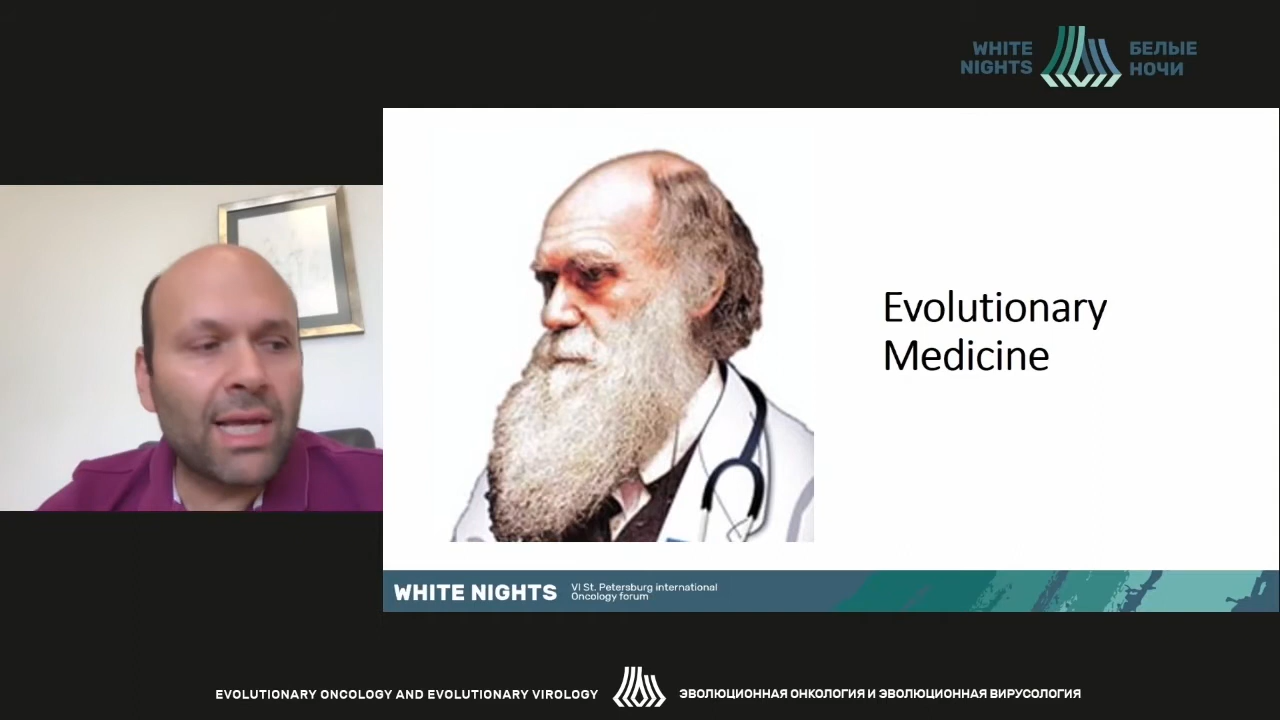 WHITE
NIGHTS
БЕЛЫЕ
НОЧИ
Evolutionary
Medicine
WHITE NIGHTS
VI St. Petersburg international
Oncology forum
EVOLUTIONARY ONCOLOGY AND EVOLUTIONARY VIROLOGY
ЭВОЛЮЦИОННАЯ ОНКОЛОГИЯ И ЭВОЛЮЦИОННАЯ ВИРУСОЛОГИЯ